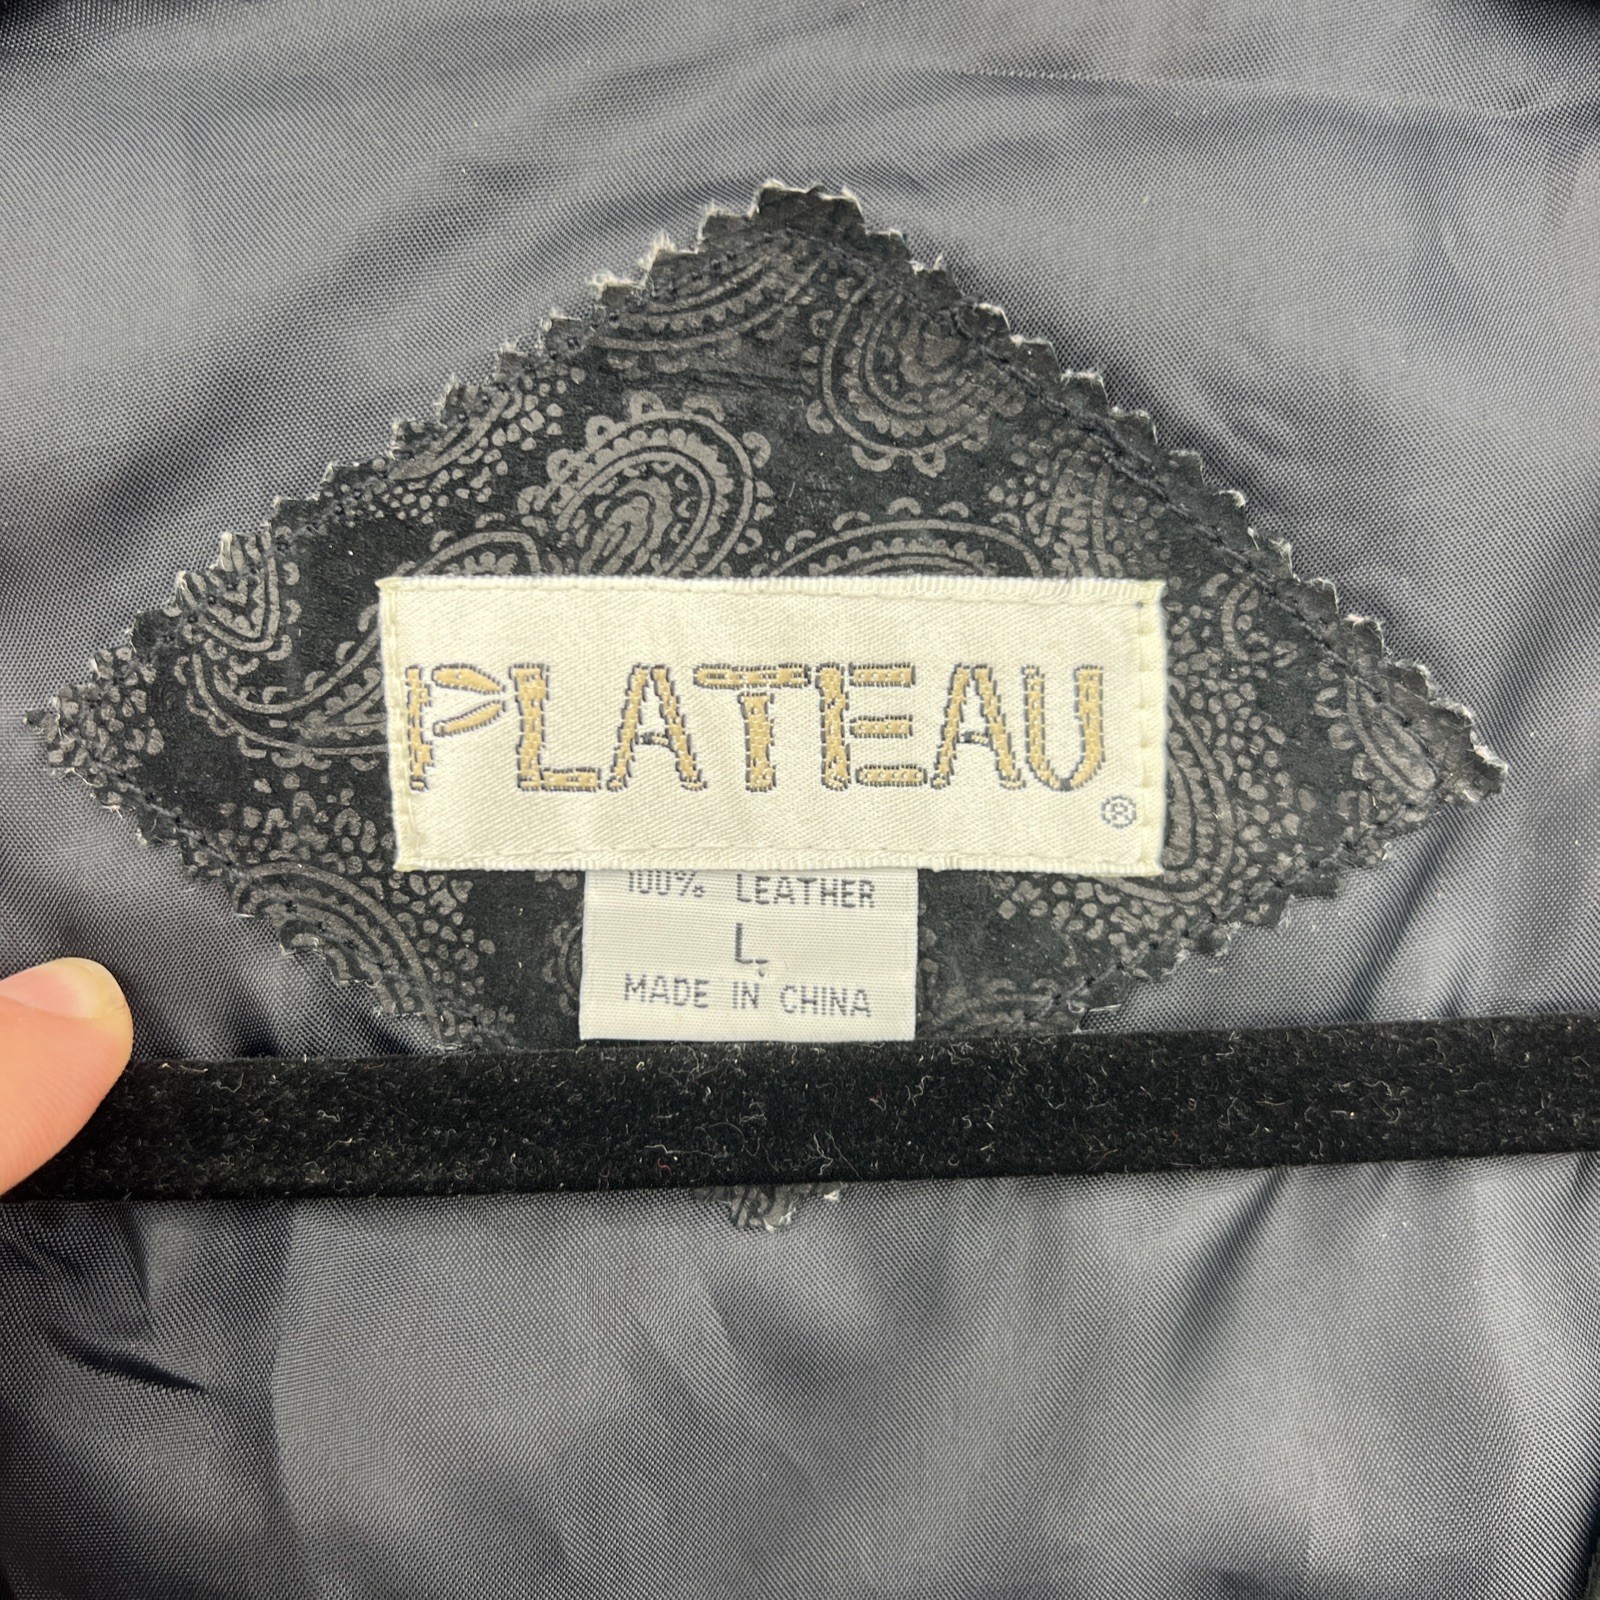 PLATEAU
®
100% LEATHER
L
MADE IN CHINA